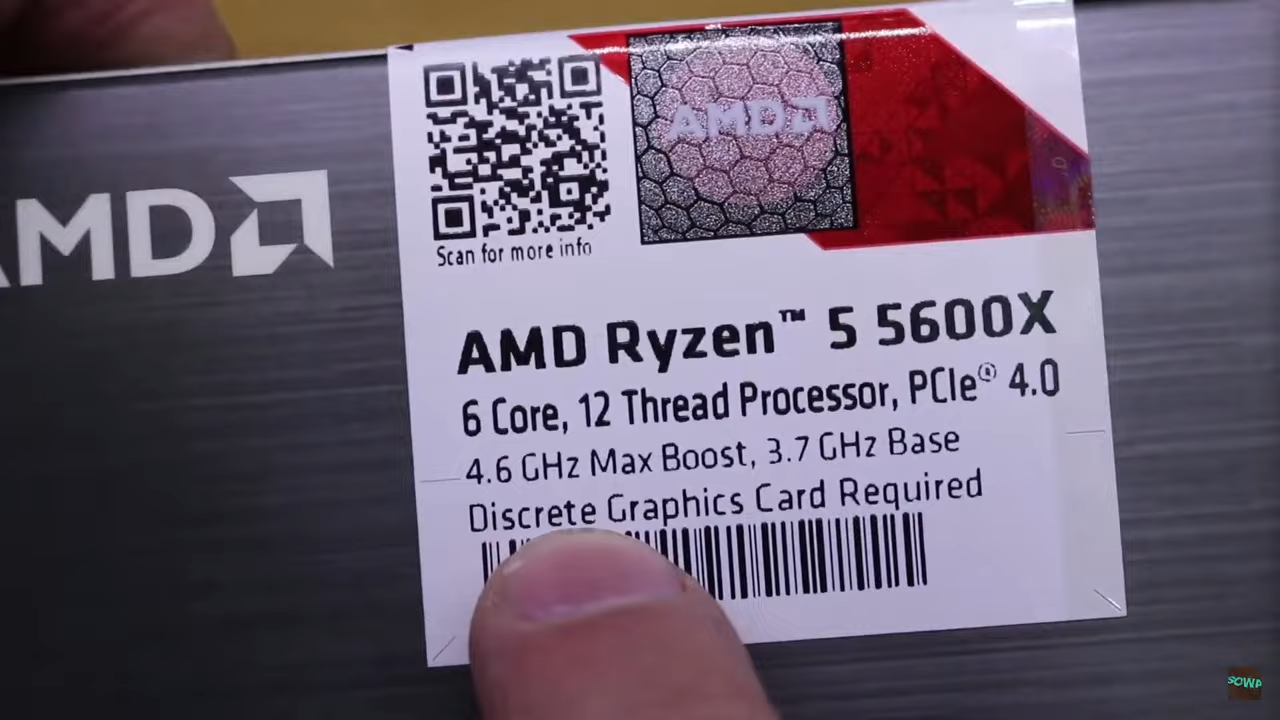 AMD
Scan for more info
AMD
AMD Ryzen™ 5 5600X
6 Core, 12 Thread Processor, PCIe® 4.0
4.6 GHz Max Boost, 3.7 GHz Base
Discrete Graphics Card Required
SOWA